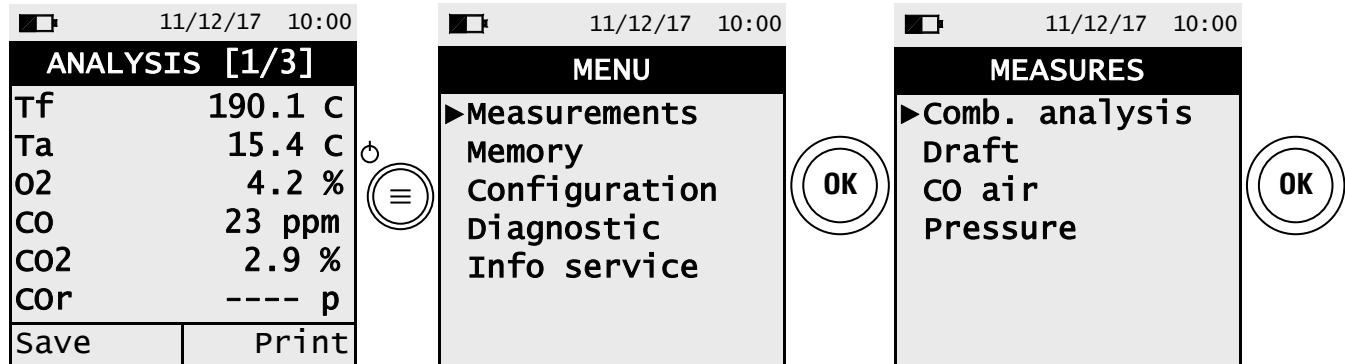 11/12/17 10:00
ANALYSIS [1/3]
Tf 190.1 C
Ta 15.4 C
O2 4.2 %
CO 23 ppm
CO2 2.9 %
COr ---- p
Save Print
11/12/17 10:00
MENU
►Measurements
Memory
Configuration
Diagnostic
Info service
OK
11/12/17 10:00
MEASURES
►Comb. analysis
Draft
CO air
Pressure
OK